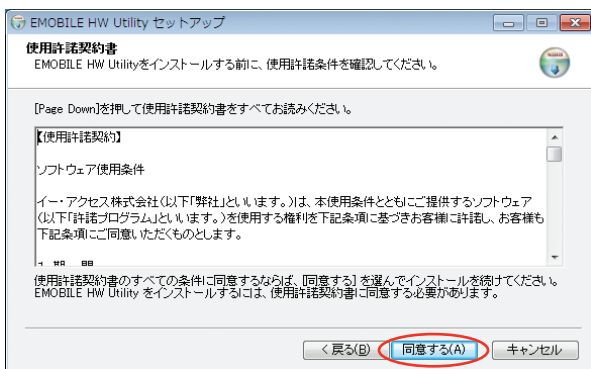 EMOBILE HW Utility セットアップ
使用許諾契約書
EMOBILE HW Utilityをインストールする前に、使用許諾条件を確認してください。
[Page Down]を押して使用許諾契約書をすべてお読みください。
【使用許諾契約】
ソフトウェア使用条件
イー・アクセス株式会社(以下「弊社」といいます。)は、本使用条件とともにご提供するソフトウェア
(以下「許諾プログラム」といいます。)を使用する権利を下記条項に基づきお客様に許諾し、お客様も
下記条項にご同意いただくものとします。
使用許諾契約書のすべての条件に同意するならば、[同意する] を選んでインストールを続けてください。
EMOBILE HW Utility をインストールするには、使用許諾契約書に同意する必要があります。
< 戻る(B)
同意する(A)
キャンセル